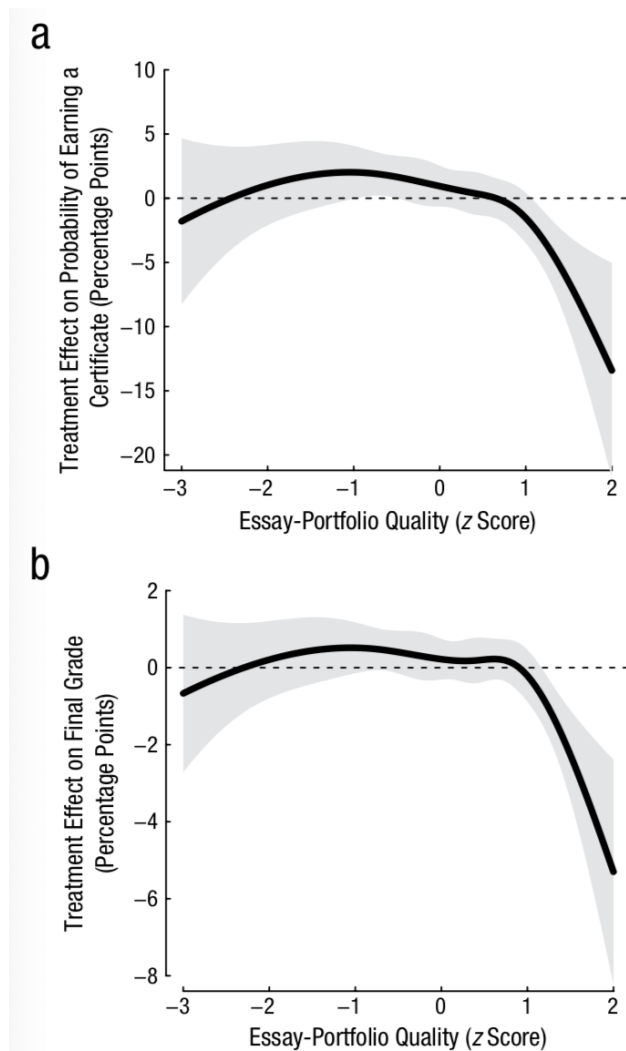 a
Treatment Effect on Probability of Earning a
Certificate (Percentage Points)
10
5
0
−5
−10
−15
−20
−3 −2 −1 0 1 2
Essay-Portfolio Quality (z Score)
b
Treatment Effect on Final Grade
(Percentage Points)
2
0
−2
−4
−6
−8
−3 −2 −1 0 1 2
Essay-Portfolio Quality (z Score)